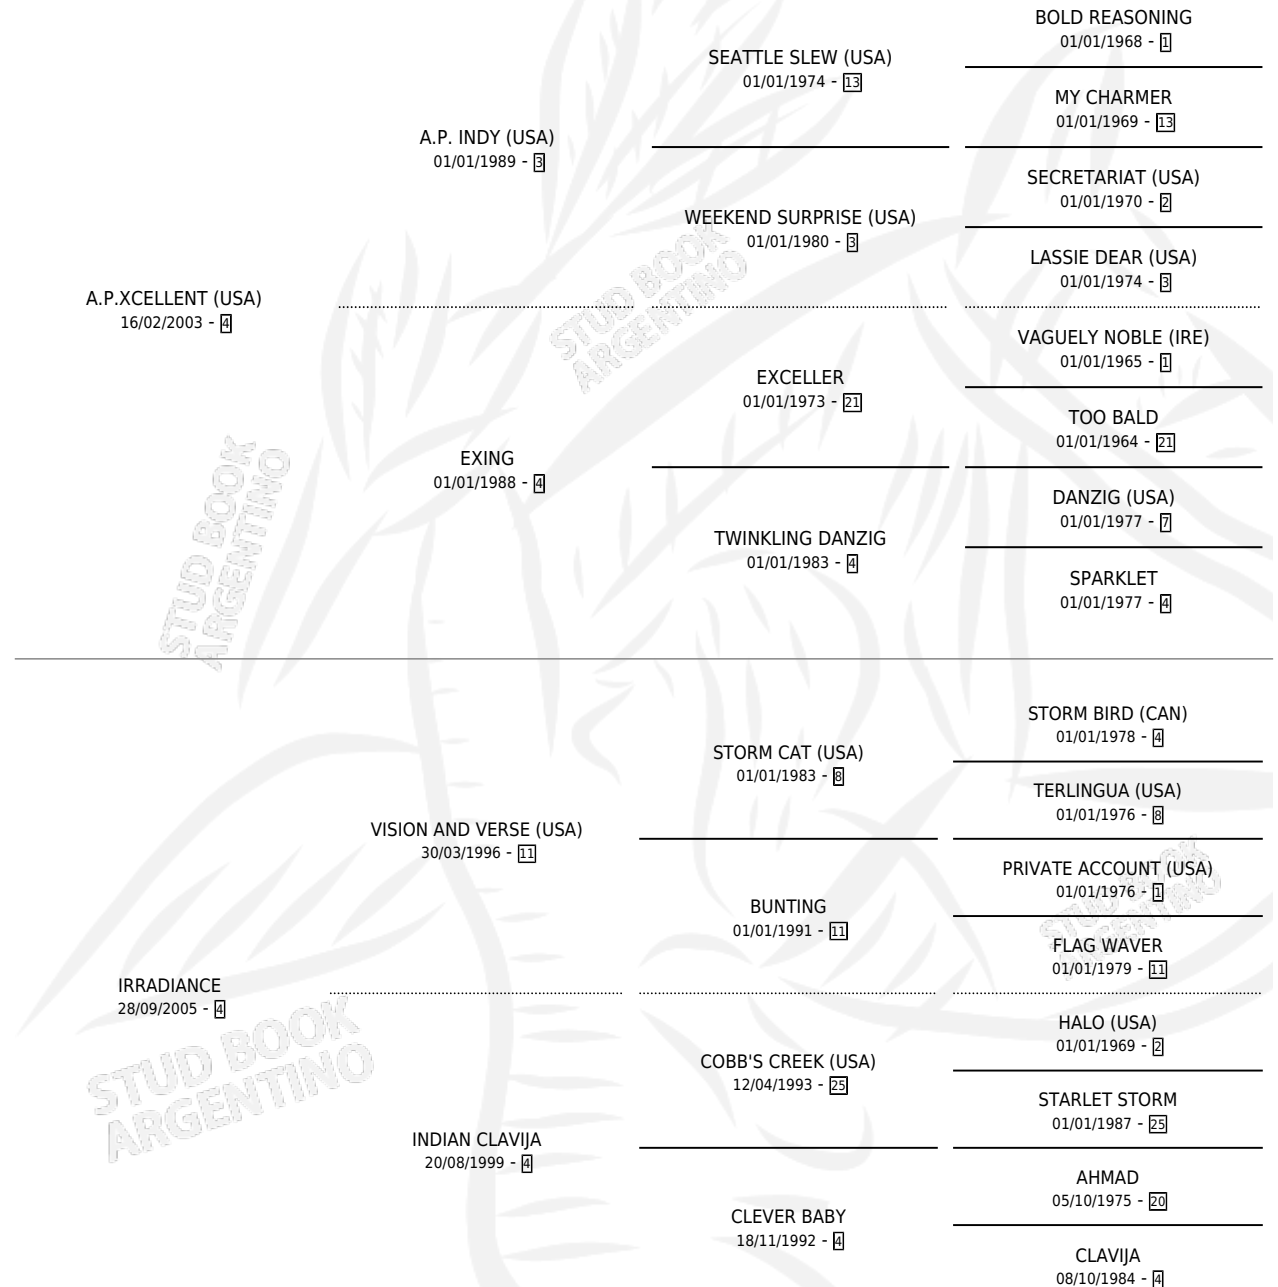 BOLD REASONING
01/01/1968 - 1
SEATTLE SLEW (USA)
01/01/1974 - 13
MY CHARMER
01/01/1969 - 13
A.P. INDY (USA)
01/01/1989 - 3
SECRETARIAT (USA)
01/01/1970 - 2
WEEKEND SURPRISE (USA)
01/01/1980 - 3
LASSIE DEAR (USA)
01/01/1974 - 3
A.P.XCELLENT (USA)
16/02/2003 - 4
VAGUELY NOBLE (IRE)
01/01/1965 - 1
EXCELLER
01/01/1973 - 21
TOO BALD
01/01/1964 - 21
EXING
01/01/1988 - 4
DANZIG (USA)
01/01/1977 - 7
TWINKLING DANZIG
01/01/1983 - 4
SPARKLET
01/01/1977 - 4
STORM BIRD (CAN)
01/01/1978 - 4
STORM CAT (USA)
01/01/1983 - 8
TERLINGUA (USA)
01/01/1976 - 8
VISION AND VERSE (USA)
30/03/1996 - 11
PRIVATE ACCOUNT (USA)
01/01/1976 - 1
BUNTING
01/01/1991 - 11
FLAG WAVER
01/01/1979 - 11
IRRADIANCE
28/09/2005 - 4
HALO (USA)
01/01/1969 - 2
COBB'S CREEK (USA)
12/04/1993 - 25
STARLET STORM
01/01/1987 - 25
INDIAN CLAVIJA
20/08/1999 - 4
AHMAD
05/10/1975 - 20
CLEVER BABY
18/11/1992 - 4
CLAVIJA
08/10/1984 - 4
STUD BOOK
ARGENTINO
STUD BOOK
ARGENTINO
STUD BOOK
ARGENTINO
STUD BOOK
ARGENTINO